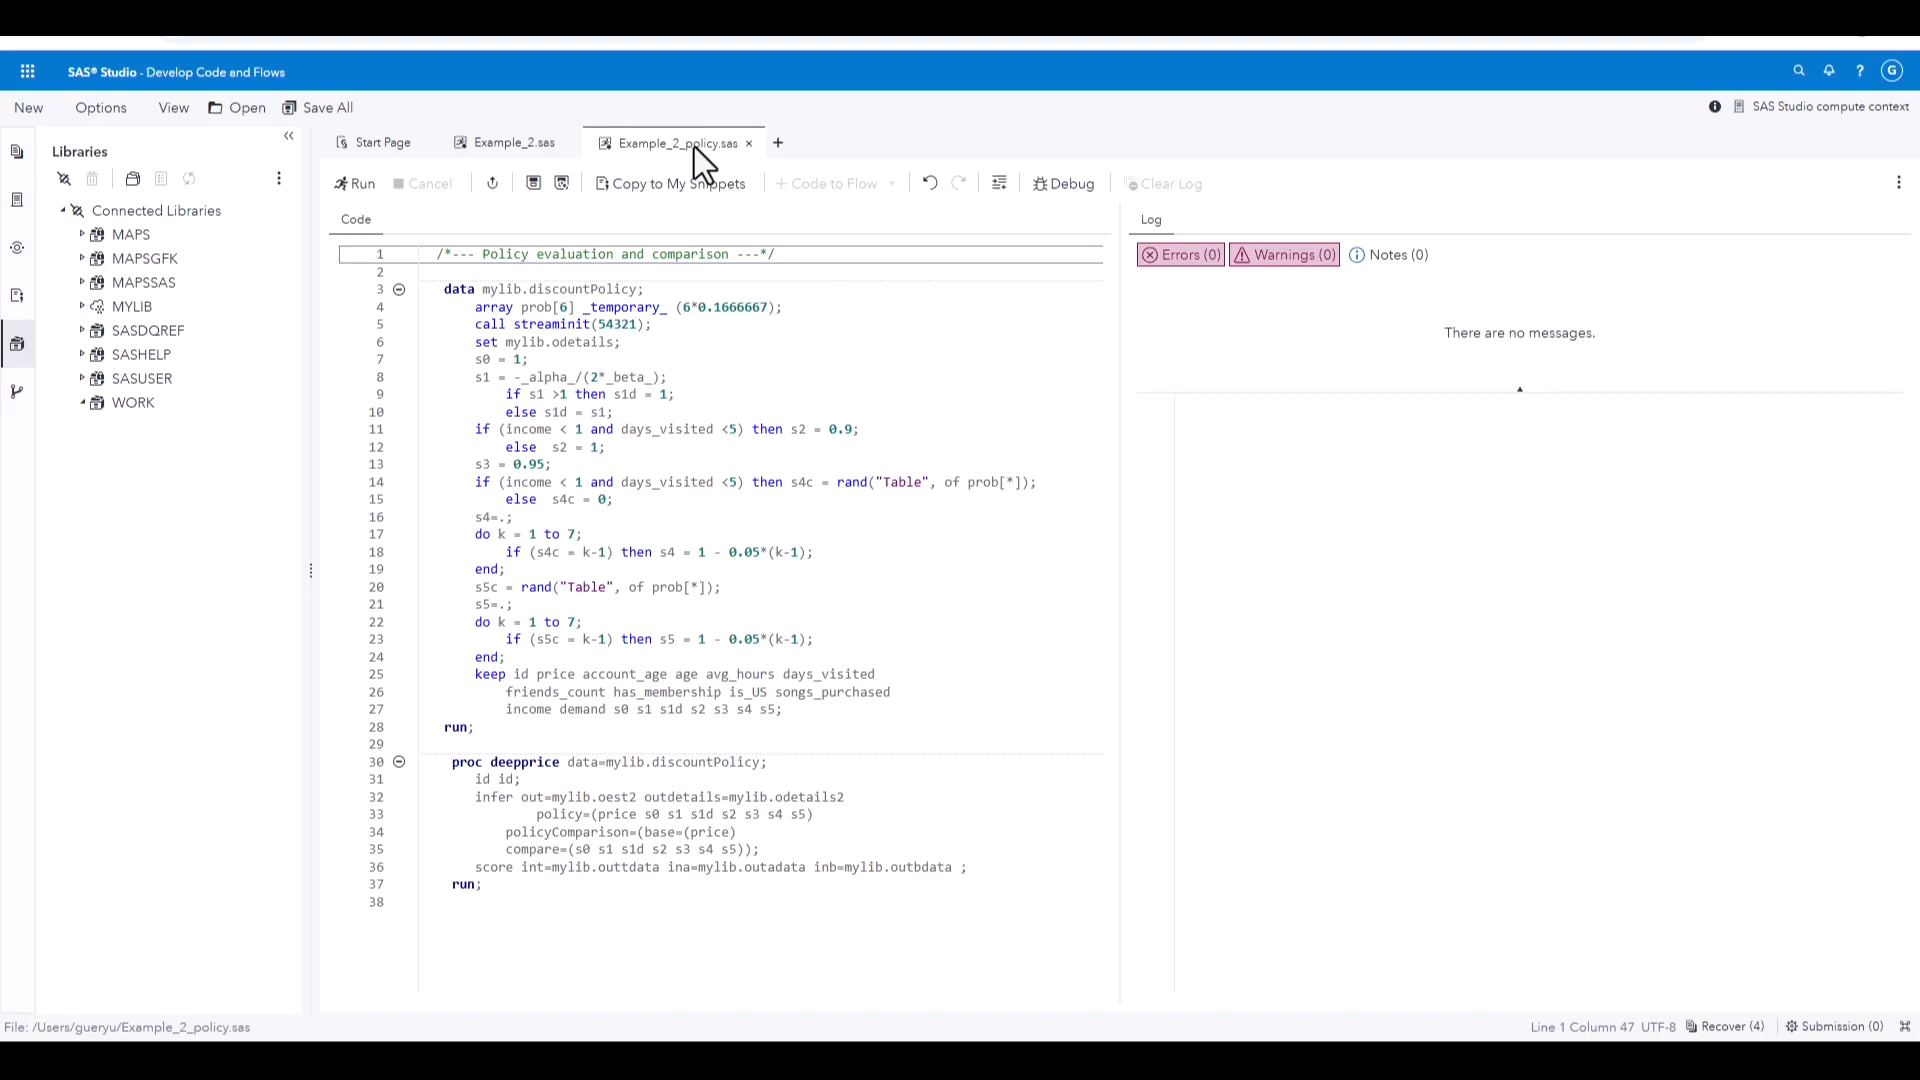 SAS® Studio - Develop Code and Flows
G
New Options View Open Save All
SAS Studio compute context
Libraries
Connected Libraries
MAPS
MAPSGFK
MAPSSAS
MYLIB
SASDQREF
SASHELP
SASUSER
WORK
Start Page
Example_2.sas
Example_2_policy.sas
Run Cancel Copy to My Snippets Code to Flow Debug Clear Log
Code
1 /*--- Policy evaluation and comparison ---*/
2
3 data mylib.discountPolicy;
4 array prob[6] _temporary_ (6*0.1666667);
5 call streaminit(54321);
6 set mylib.odetails;
7 s0 = 1;
8 s1 = -_alpha_/(2*_beta_);
9 if s1 >1 then s1d = 1;
10 else s1d = s1;
11 if (income < 1 and days_visited <5) then s2 = 0.9;
12 else s2 = 1;
13 s3 = 0.95;
14 if (income < 1 and days_visited <5) then s4c = rand("Table", of prob[*]);
15 else s4c = 0;
16 s4=.;
17 do k = 1 to 7;
18 if (s4c = k-1) then s4 = 1 - 0.05*(k-1);
19 end;
20 s5c = rand("Table", of prob[*]);
21 s5=.;
22 do k = 1 to 7;
23 if (s5c = k-1) then s5 = 1 - 0.05*(k-1);
24 end;
25 keep id price account_age age avg_hours days_visited
26 friends_count has_membership is_US songs_purchased
27 income demand s0 s1 s1d s2 s3 s4 s5;
28 run;
29
30 proc deepprice data=mylib.discountPolicy;
31 id id;
32 infer out=mylib.oest2 outdetails=mylib.odetails2
33 policy=(price s0 s1 s1d s2 s3 s4 s5)
34 policyComparison=(base=(price)
35 compare=(s0 s1 s1d s2 s3 s4 s5));
36 score int=mylib.outtdata ina=mylib.outadata inb=mylib.outbdata ;
37 run;
38
Log
Errors (0) Warnings (0) Notes (0)
There are no messages.
File: /Users/gueryu/Example_2_policy.sas
Line 1 Column 47 UTF-8 Recover (4) Submission (0)